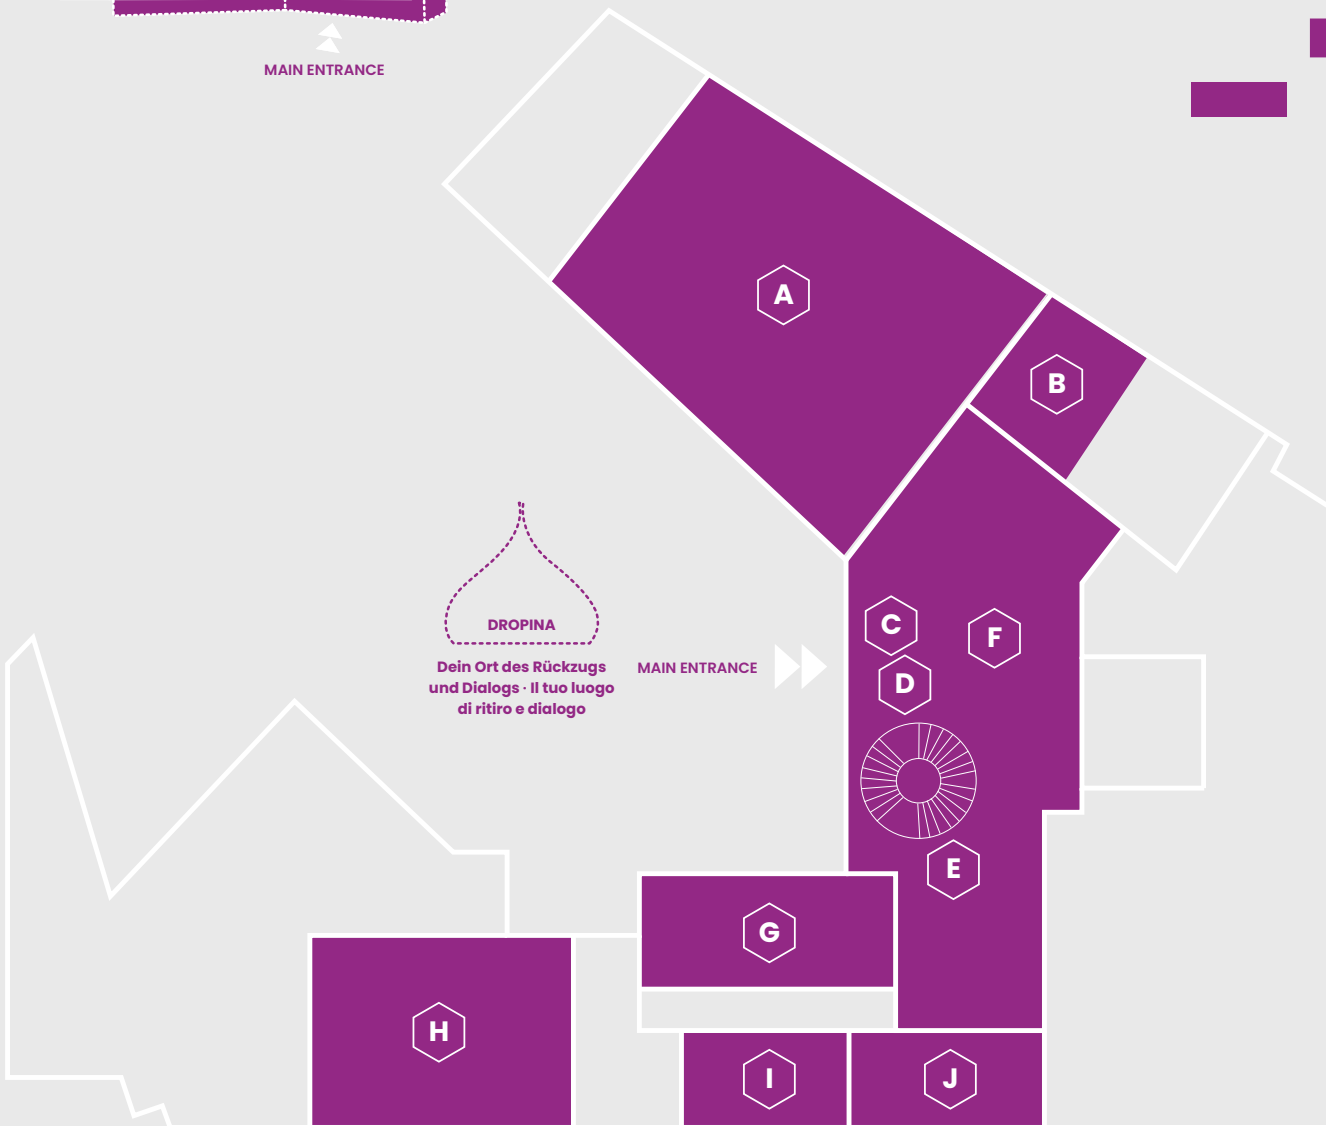 MAIN ENTRANCE
A
B
C
F
D
DROPINA
Dein Ort des Rückzugs
und Dialogs · Il tuo luogo
di ritiro e dialogo
MAIN ENTRANCE
E
G
H
I
J